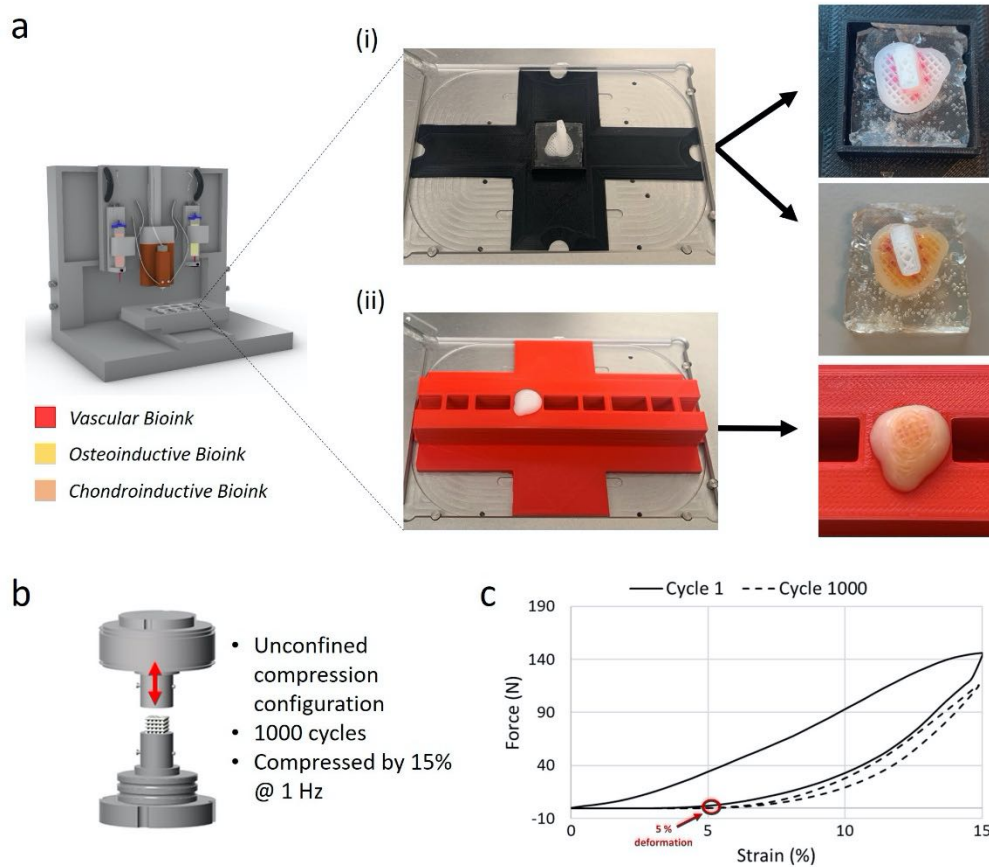 a
(i)
(ii)
Vascular Bioink
Osteoinductive Bioink
Chondroinductive Bioink
b
• Unconfined
compression
configuration
• 1000 cycles
• Compressed by 15%
@ 1 Hz
c
Cycle 1
Cycle 1000
190
140
90
40
-10
Force (N)
0
5
10
15
5 %
deformation
Strain (%)